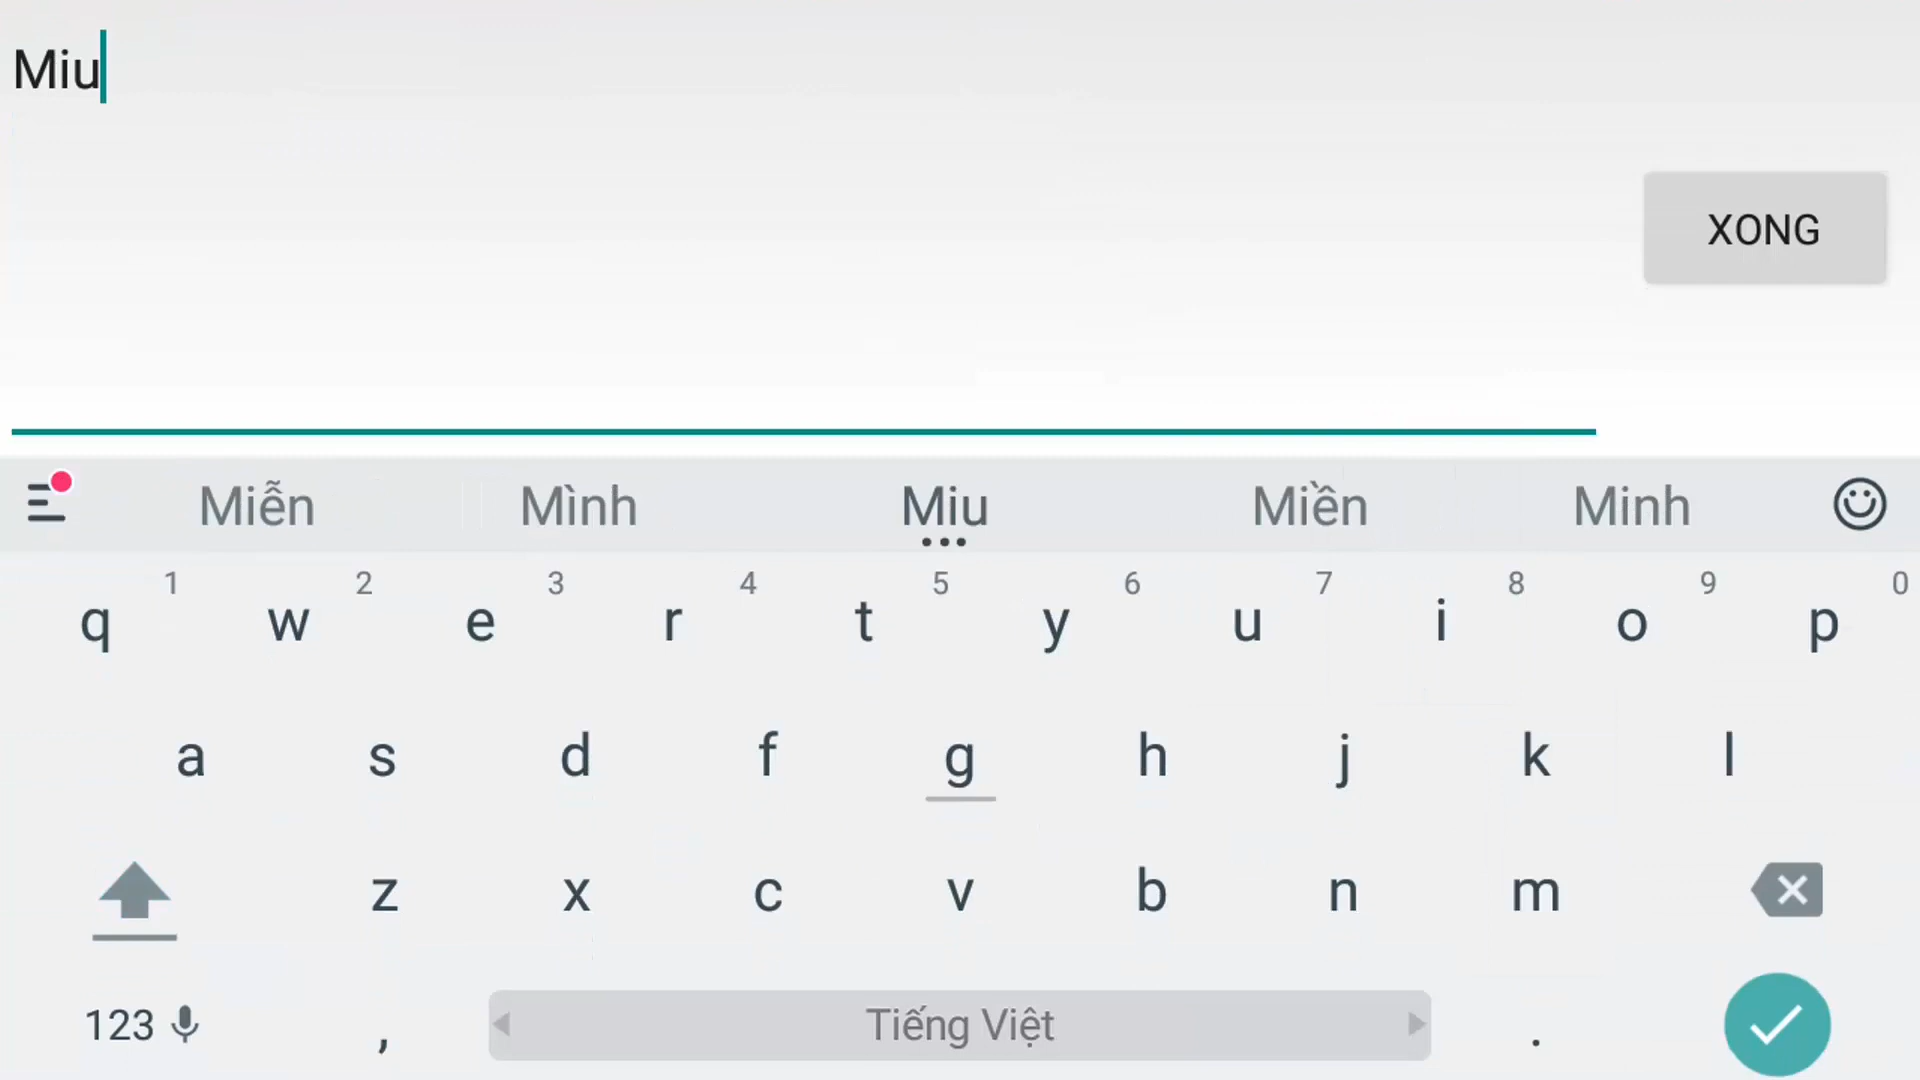 Miu
XONG
Miễn Mình Miu Miền Minh
1 2 3 4 5 6 7 8 9 0
q w e r t y u i o p
a s d f g h j k l
z x c v b n m
123 , Tiếng Việt .